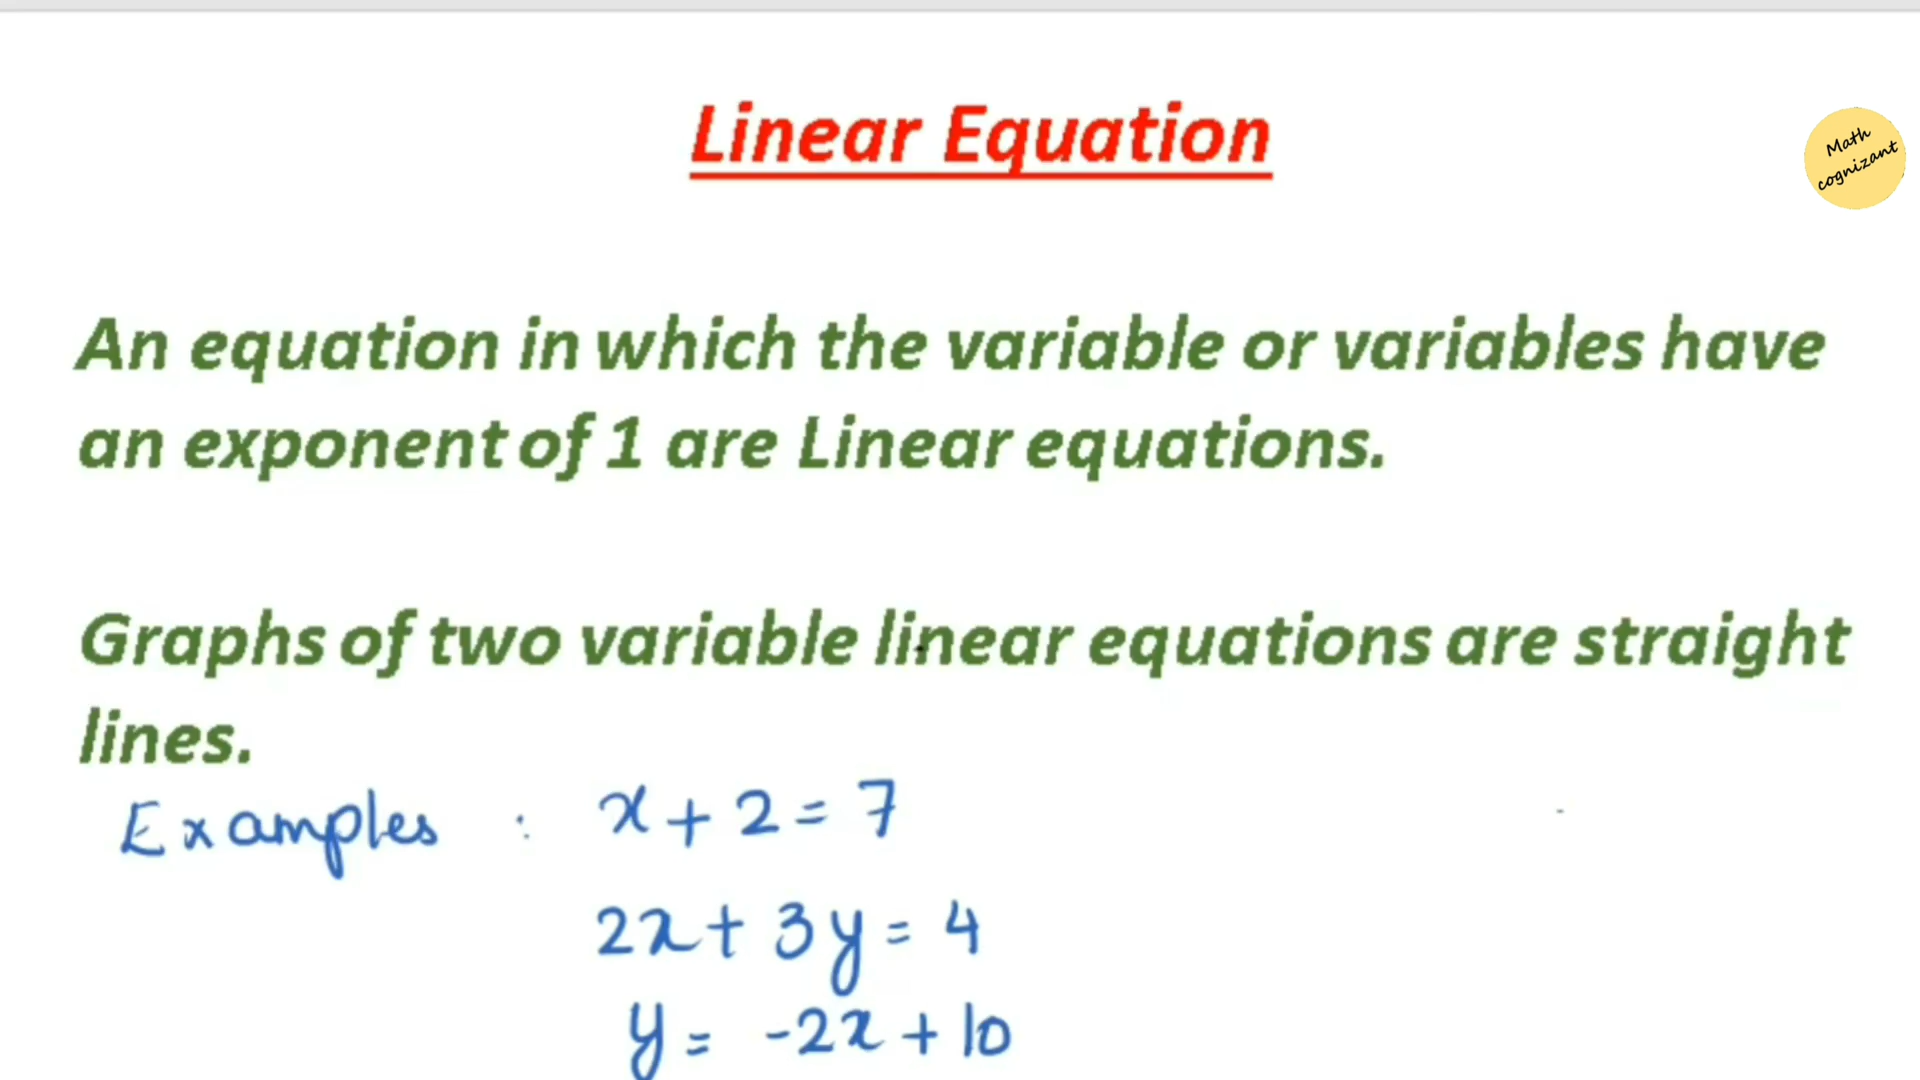 Linear Equation
Math
cognizant
An equation in which the variable or variables have
an exponent of 1 are Linear equations.
Graphs of two variable linear equations are straight
lines.
Examples : x + 2 = 7
2x + 3y = 4
y = -2x + 10